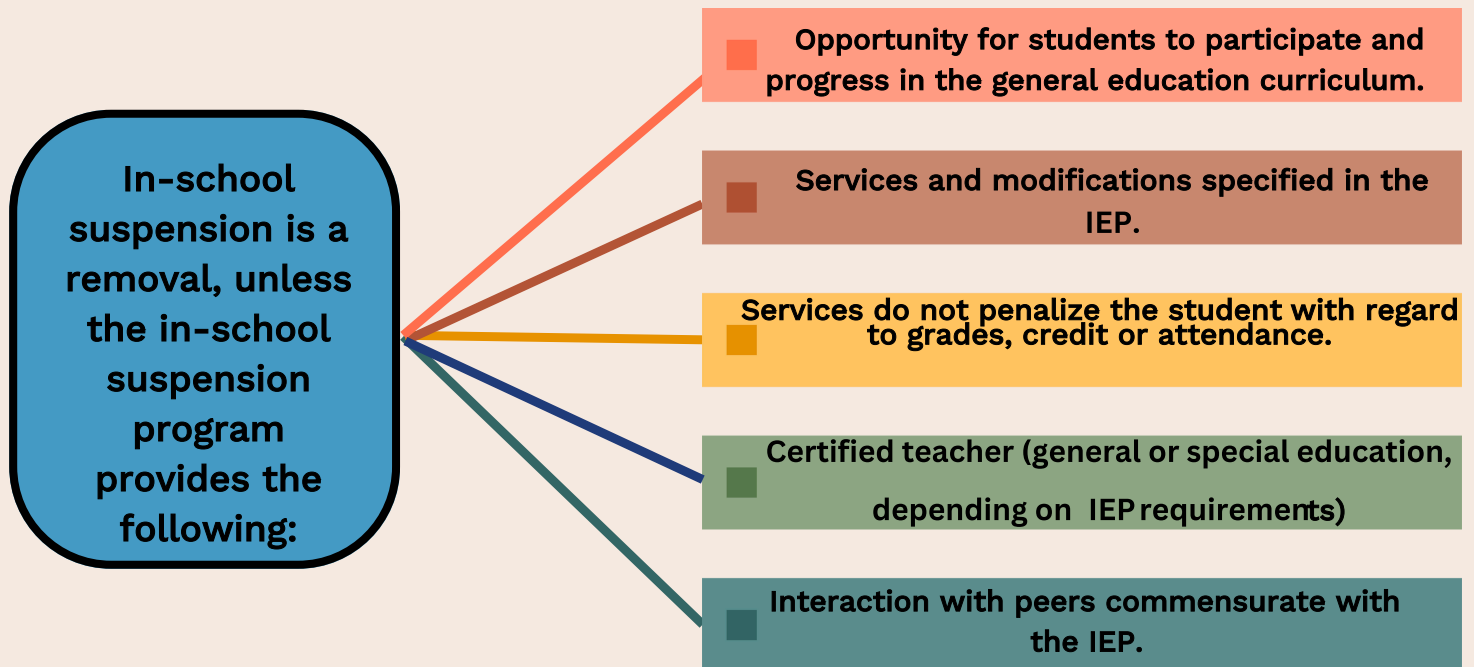 In-school
suspension is a
removal, unless
the in-school
suspension
program
provides the
following:
Opportunity for students to participate and
progress in the general education curriculum.
Services and modifications specified in the
IEP.
Services do not penalize the student with regard
to grades, credit or attendance.
Certified teacher (general or special education,
depending on IEP requirements)
Interaction with peers commensurate with
the IEP.